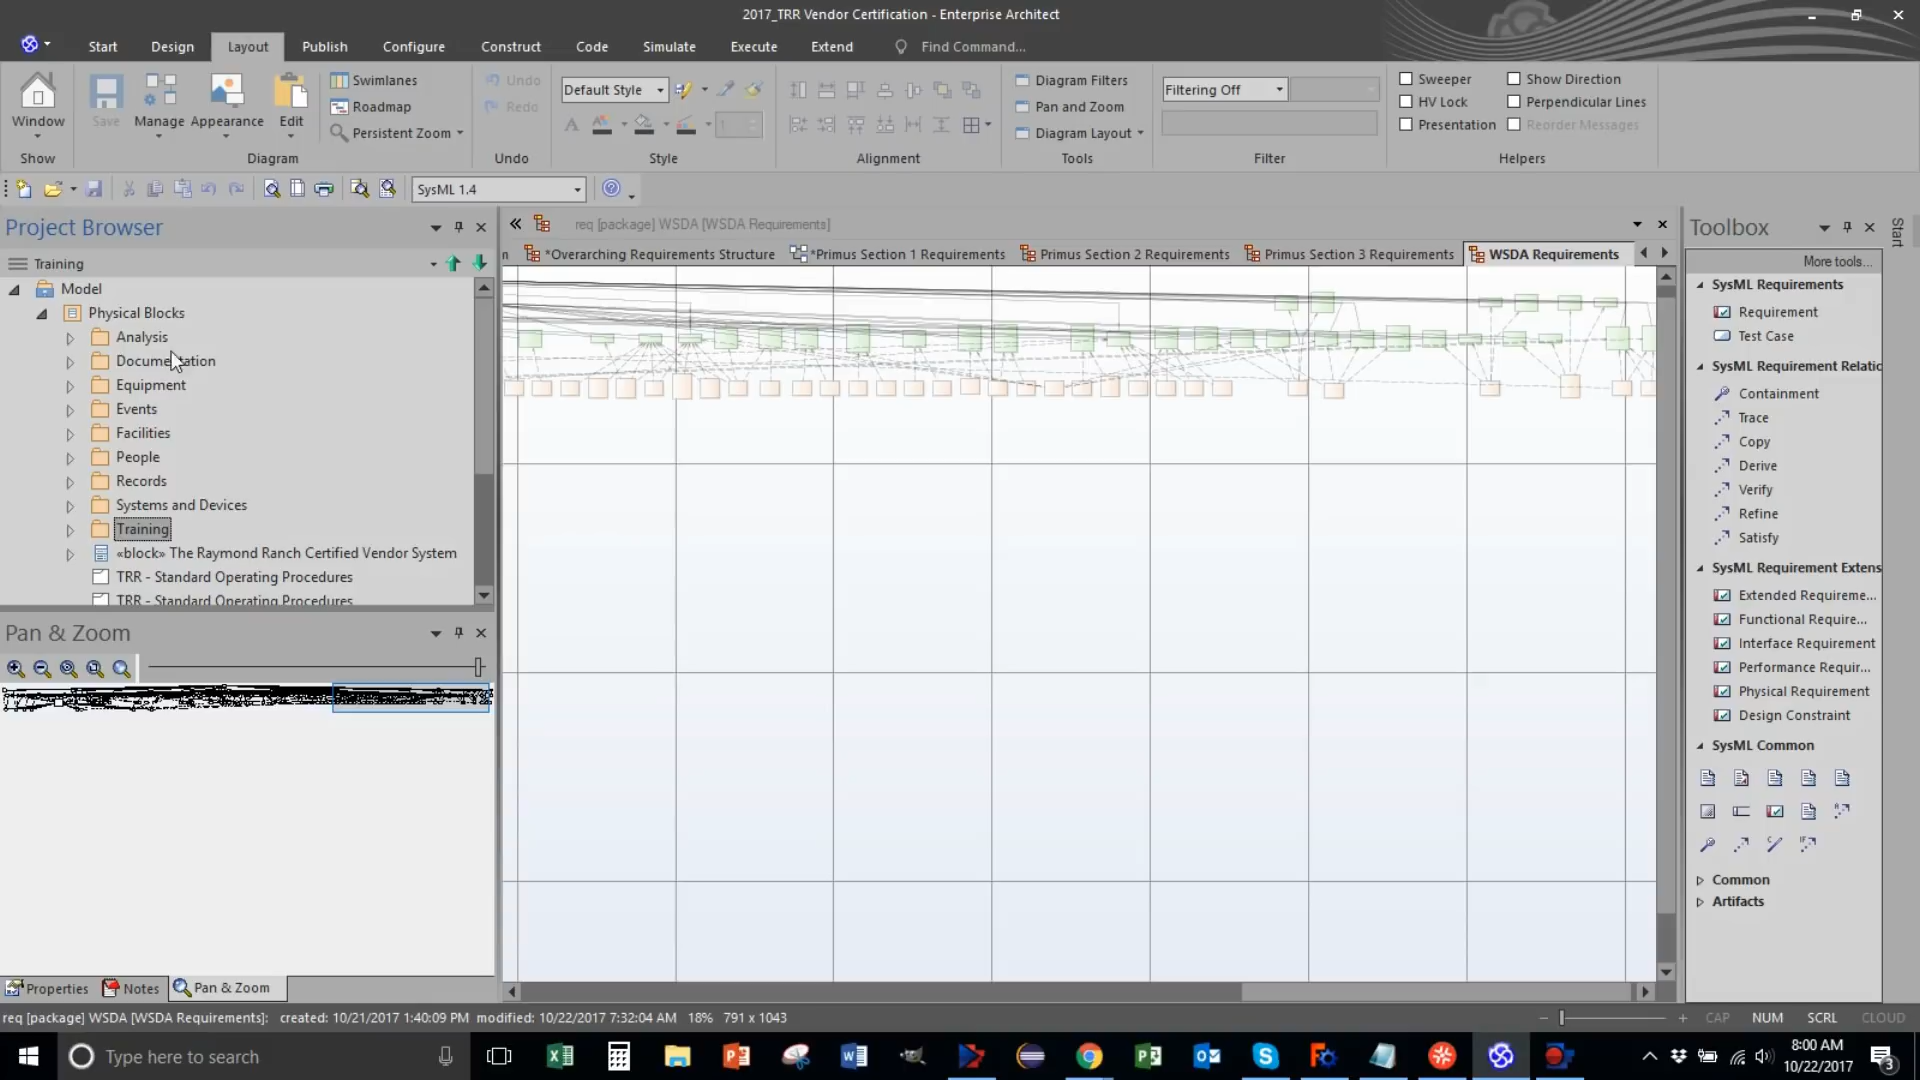 2017_TRR Vendor Certification - Enterprise Architect
Start
Design
Layout
Publish
Configure
Construct
Code
Simulate
Execute
Extend
Find Command...
Window
Save
Manage
Appearance
Edit
Swimlanes
Roadmap
Persistent Zoom
Undo
Redo
Default Style
1
Diagram Filters
Pan and Zoom
Diagram Layout
Filtering Off
Sweeper
HV Lock
Presentation
Show Direction
Perpendicular Lines
Reorder Messages
Show
Diagram
Undo
Style
Alignment
Tools
Filter
Helpers
SysML 1.4
Project Browser
Training
Model
Physical Blocks
Analysis
Documentation
Equipment
Events
Facilities
People
Records
Systems and Devices
Training
«block» The Raymond Ranch Certified Vendor System
TRR - Standard Operating Procedures
TRR - Standard Operating Procedures
Pan & Zoom
Properties
Notes
Pan & Zoom
req [package] WSDA [WSDA Requirements]
n
*Overarching Requirements Structure
*Primus Section 1 Requirements
Primus Section 2 Requirements
Primus Section 3 Requirements
WSDA Requirements
Toolbox
Start
More tools...
SysML Requirements
Requirement
Test Case
SysML Requirement Relatic
Containment
Trace
Copy
Derive
Verify
Refine
Satisfy
SysML Requirement Extens
Extended Requireme...
Functional Require...
Interface Requirement
Performance Requir...
Physical Requirement
Design Constraint
SysML Common
Common
Artifacts
req [package] WSDA [WSDA Requirements]: created: 10/21/2017 1:40:09 PM modified: 10/22/2017 7:32:04 AM 18% 791 x 1043
CAP
NUM
SCRL
CLOUD
Type here to search
8:00 AM
10/22/2017
3